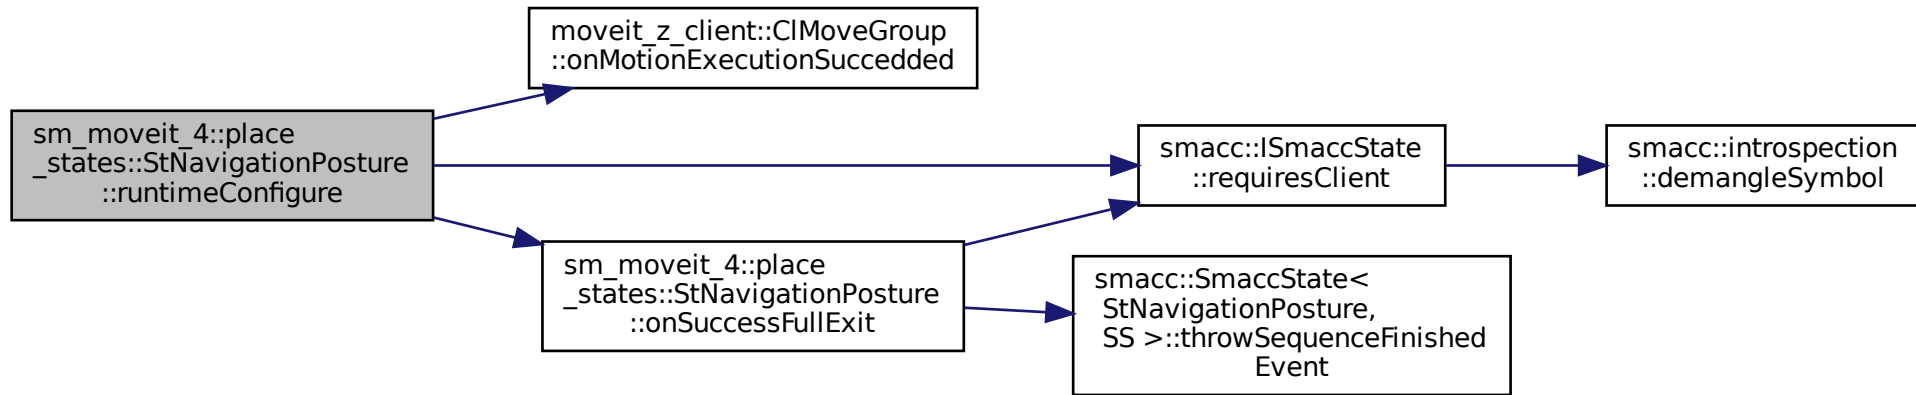 moveit_z_client::ClMoveGroup
::onMotionExecutionSuccedded
sm_moveit_4::place
_states::StNavigationPosture
::runtimeConfigure
smacc::ISmaccState
::requiresClient
smacc::introspection
::demangleSymbol
sm_moveit_4::place
_states::StNavigationPosture
::onSuccessFullExit
smacc::SmaccState<
StNavigationPosture,
SS >::throwSequenceFinished
Event